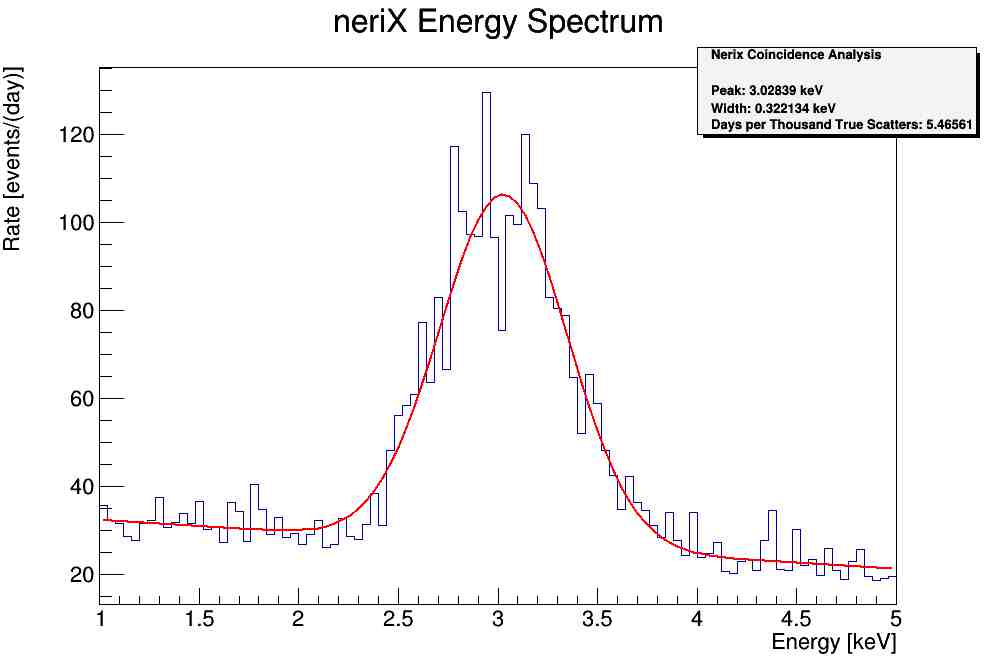 neriX Energy Spectrum
Nerix Coincidence Analysis
Peak: 3.02839 keV
Width: 0.322134 keV
Days per Thousand True Scatters: 5.46561
Rate [events/(day)]
120
100
80
60
40
20
1 1.5 2 2.5 3 3.5 4 4.5 5
Energy [keV]